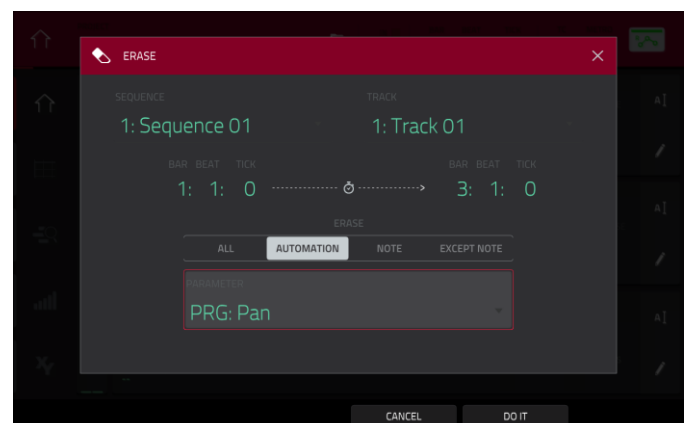 ERASE
SEQUENCE TRACK
1: Sequence 01 1: Track 01
BAR BEAT TICK BAR BEAT TICK
1: 1: 0 3: 1: 0
ERASE
ALL AUTOMATION NOTE EXCEPT NOTE
PARAMETER
PRG: Pan
CANCEL DO IT